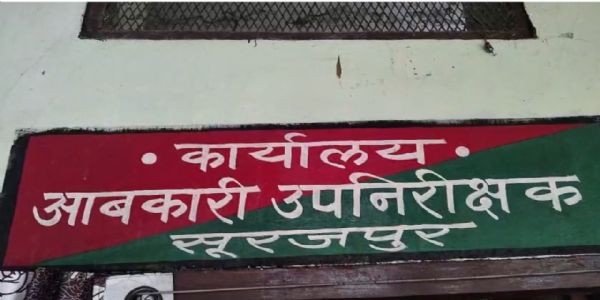 • कार्यालय •
आबकारी उपनिरीक्षक
सूरजपुर